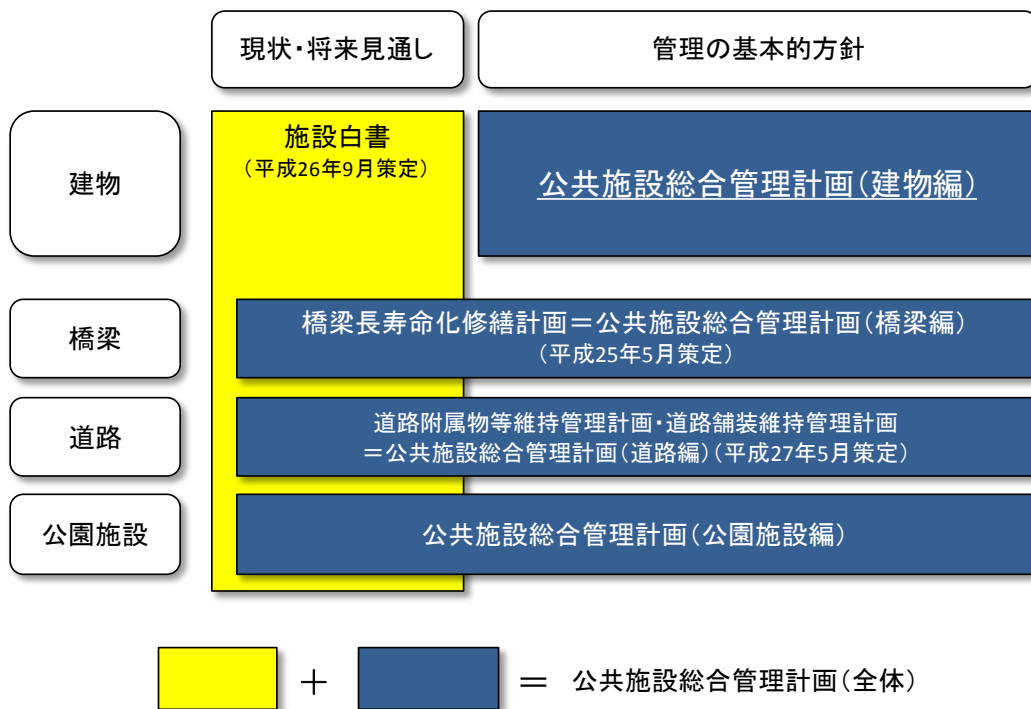 現状・将来見通し
管理の基本的方針
建物
施設白書
（平成26年9月策定）
公共施設総合管理計画（建物編）
橋梁
橋梁長寿命化修繕計画＝公共施設総合管理計画（橋梁編）
（平成25年5月策定）
道路
道路附属物等維持管理計画・道路舗装維持管理計画
＝公共施設総合管理計画（道路編）（平成27年5月策定）
公園施設
公共施設総合管理計画（公園施設編）
＋ ＝ 公共施設総合管理計画（全体）